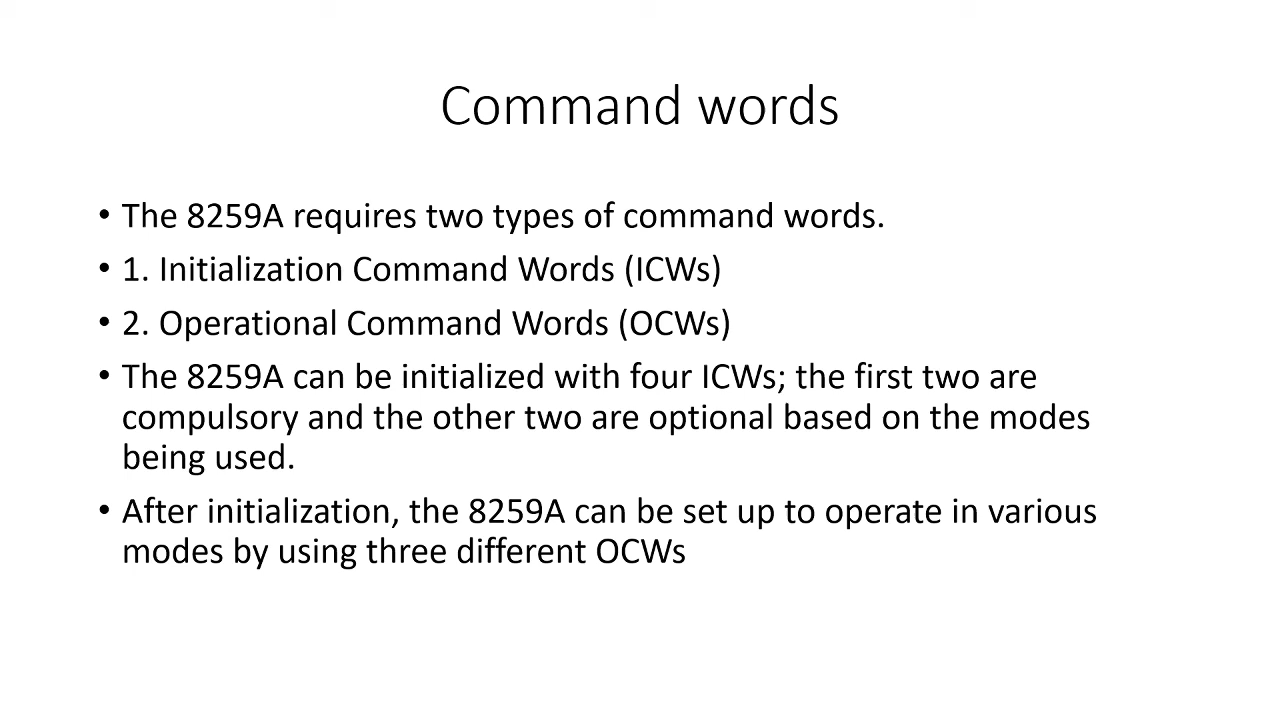 Command words
• The 8259A requires two types of command words.
• 1. Initialization Command Words (ICWs)
• 2. Operational Command Words (OCWs)
• The 8259A can be initialized with four ICWs; the first two are
compulsory and the other two are optional based on the modes
being used.
• After initialization, the 8259A can be set up to operate in various
modes by using three different OCWs